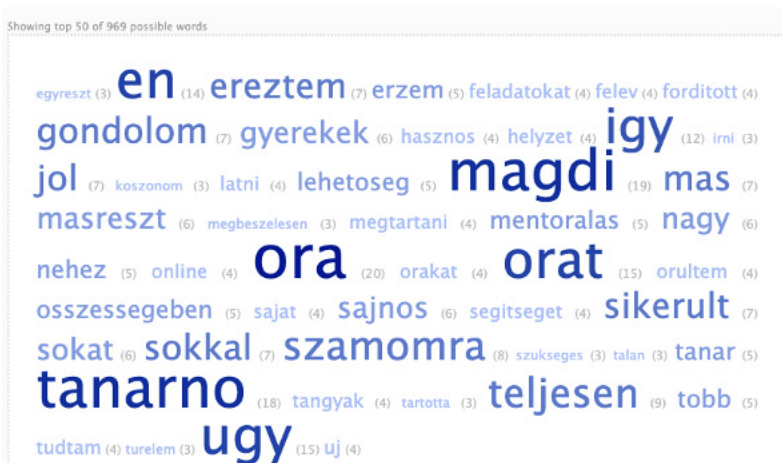 Showing top 50 of 969 possible words
egyreszt (3) en (14) ereztem (7) erzem (5) feladatokat (4) felev (4) forditott (4)
gondolom (7) gyerekek (6) hasznos (4) helyzet (4) igy (12) irni (3)
jol (7) koszonom (3) latni (4) lehetoseg (5) magdi (19) mas (7)
masreszt (6) megbeszelesen (3) megtartani (4) mentoralas (5) nagy (6)
nehez (5) online (4) ora (20) orakat (4) orat (15) orultem (4)
osszessegeben (5) sajat (4) sajnos (6) segitseget (4) sikerult (7)
sokat (6) sokkal (7) szamomra (8) szukseges (3) talan (3) tanar (5)
tanarno (18) tangyak (4) tartotta (3) teljesen (9) tobb (5)
tudtam (4) turelem (3) ugy (15) uj (4)